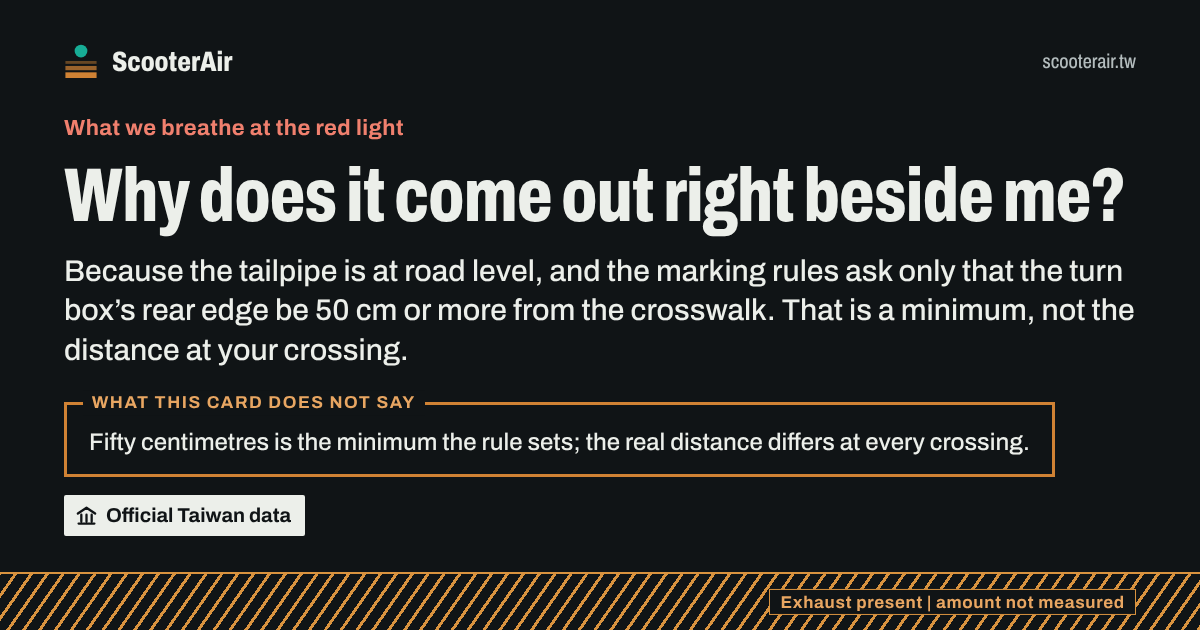 ScooterAir
scooterair.tw
What we breathe at the red light
Why does it come out right beside me?
Because the tailpipe is at road level, and the marking rules ask only that the turn
box’s rear edge be 50 cm or more from the crosswalk. That is a minimum, not the
distance at your crossing.
WHAT THIS CARD DOES NOT SAY
Fifty centimetres is the minimum the rule sets; the real distance differs at every crossing.
Official Taiwan data
Exhaust present | amount not measured